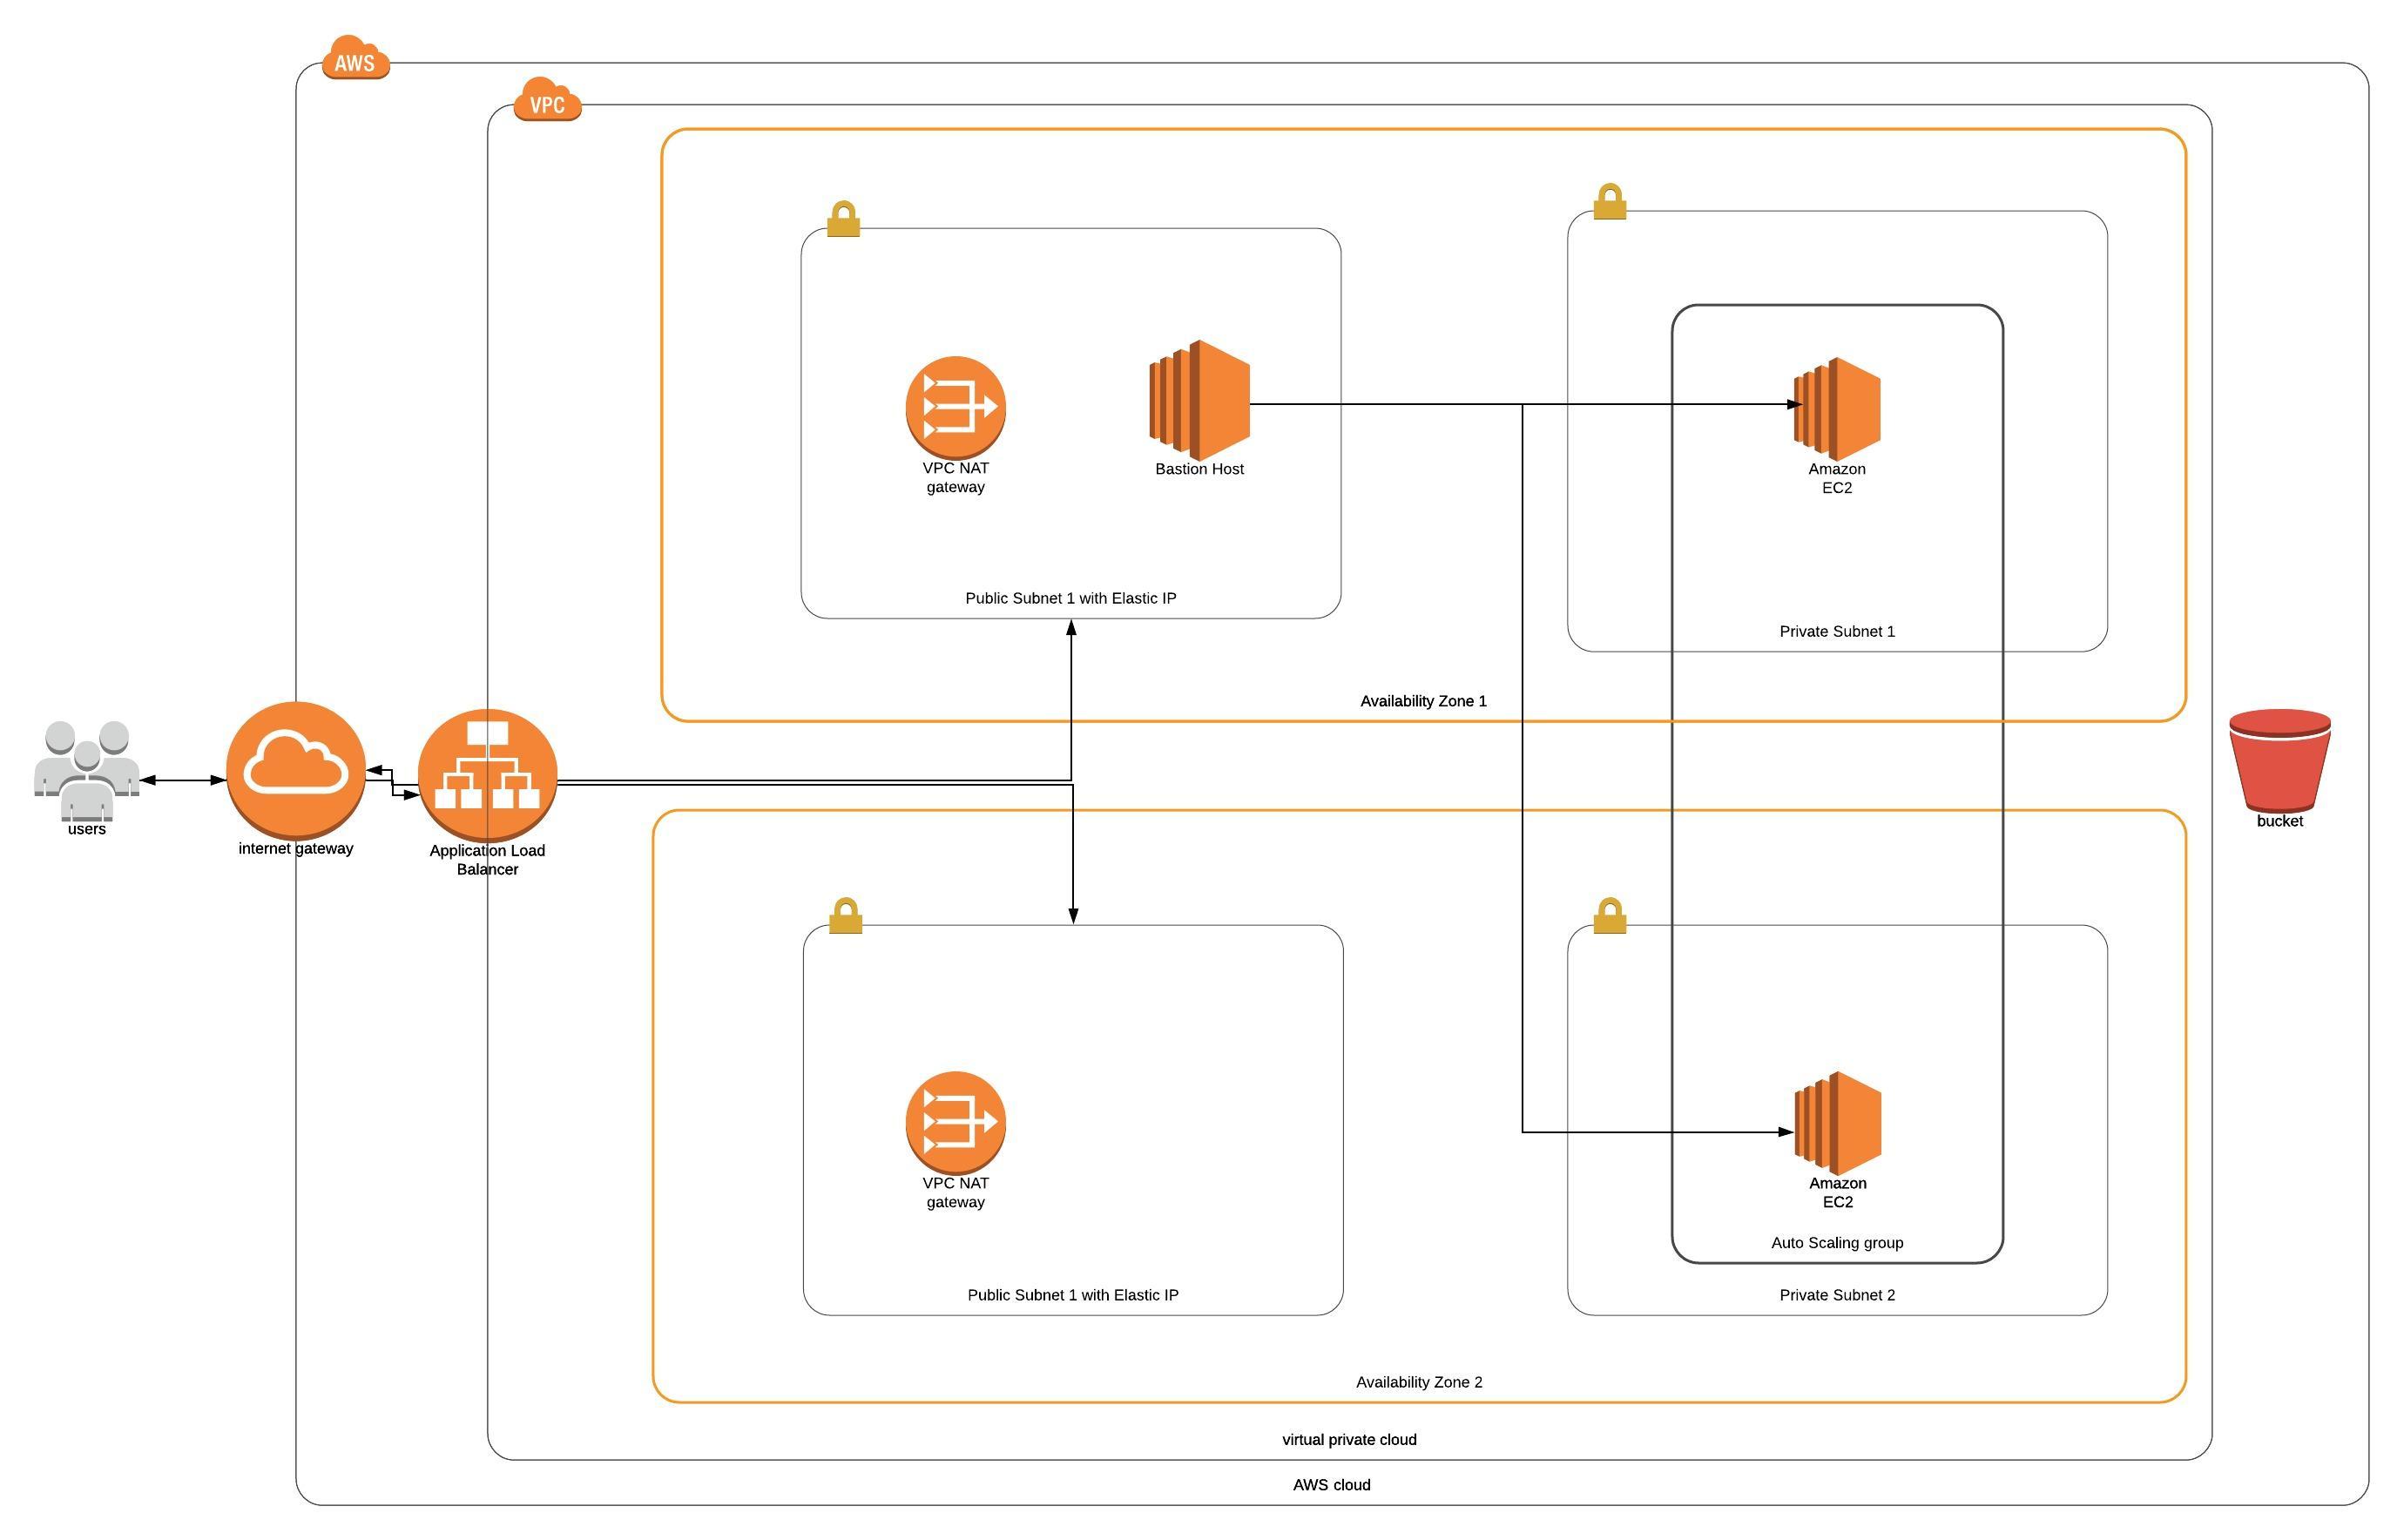 AWS
VPC
VPC NAT
gateway
Bastion Host
Amazon
EC2
Public Subnet 1 with Elastic IP
Private Subnet 1
Availability Zone 1
users
internet gateway
Application Load
Balancer
bucket
VPC NAT
gateway
Amazon
EC2
Auto Scaling group
Public Subnet 1 with Elastic IP
Private Subnet 2
Availability Zone 2
virtual private cloud
AWS cloud